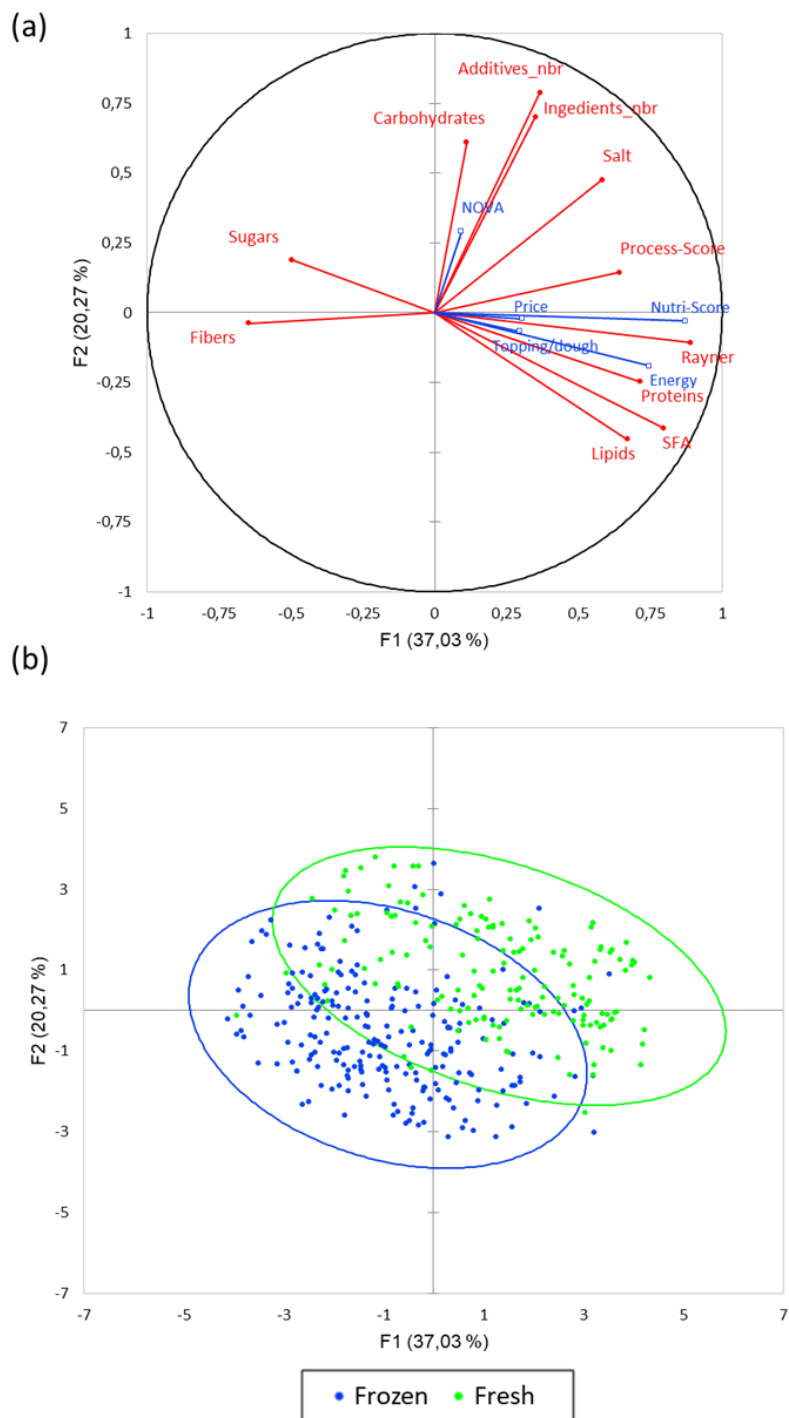 (a)
1
Additives_nbr
0,75
Ingedients_nbr
Carbohydrates
0,5
Salt
NOVA
0,25
Sugars
Process-Score
F2 (20,27 %)
0
Price
Nutri-Score
Fibers
Topping/dough
Rayner
-0,25
Energy
Proteins
SFA
-0,5
Lipids
-0,75
-1
-1 -0,75 -0,5 -0,25 0 0,25 0,5 0,75 1
F1 (37,03 %)
(b)
7
5
3
1
F2 (20,27 %)
-1
-3
-5
-7
-7 -5 -3 -1 1 3 5 7
F1 (37,03 %)
Frozen Fresh